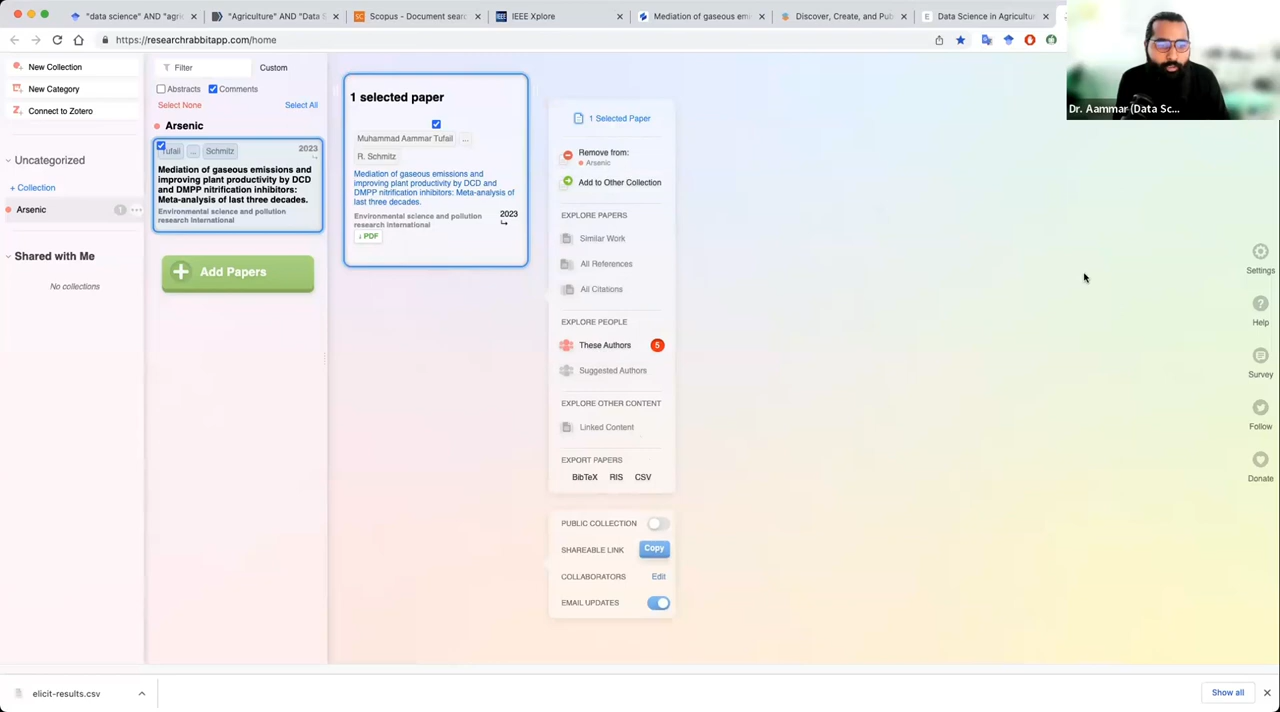 "data science" AND "agric
"Agriculture" AND "Data S
Scopus - Document searc
IEEE Xplore
Mediation of gaseous emi
Discover, Create, and Pub
Data Science in Agricultur
https://researchrabbitapp.com/home
Dr. Aammar (Data Sc...
New Collection
New Category
Connect to Zotero
Uncategorized
+ Collection
Arsenic
1
Shared with Me
No collections
Filter
Custom
Abstracts
Comments
Select None
Select All
Arsenic
Tufail
...
Schmitz
2023
Mediation of gaseous emissions and
improving plant productivity by DCD
and DMPP nitrification inhibitors:
Meta-analysis of last three decades.
Environmental science and pollution
research international
Add Papers
1 selected paper
Muhammad Aammar Tufail
...
R. Schmitz
Mediation of gaseous emissions and
improving plant productivity by DCD and
DMPP nitrification inhibitors: Meta-analysis of
last three decades.
Environmental science and pollution
research international
2023
↓ PDF
1 Selected Paper
Remove from:
Arsenic
Add to Other Collection
EXPLORE PAPERS
Similar Work
All References
All Citations
EXPLORE PEOPLE
These Authors
5
Suggested Authors
EXPLORE OTHER CONTENT
Linked Content
EXPORT PAPERS
BibTeX RIS CSV
PUBLIC COLLECTION
SHAREABLE LINK
Copy
COLLABORATORS
Edit
EMAIL UPDATES
Settings
Help
Survey
Follow
Donate
elicit-results.csv
Show all